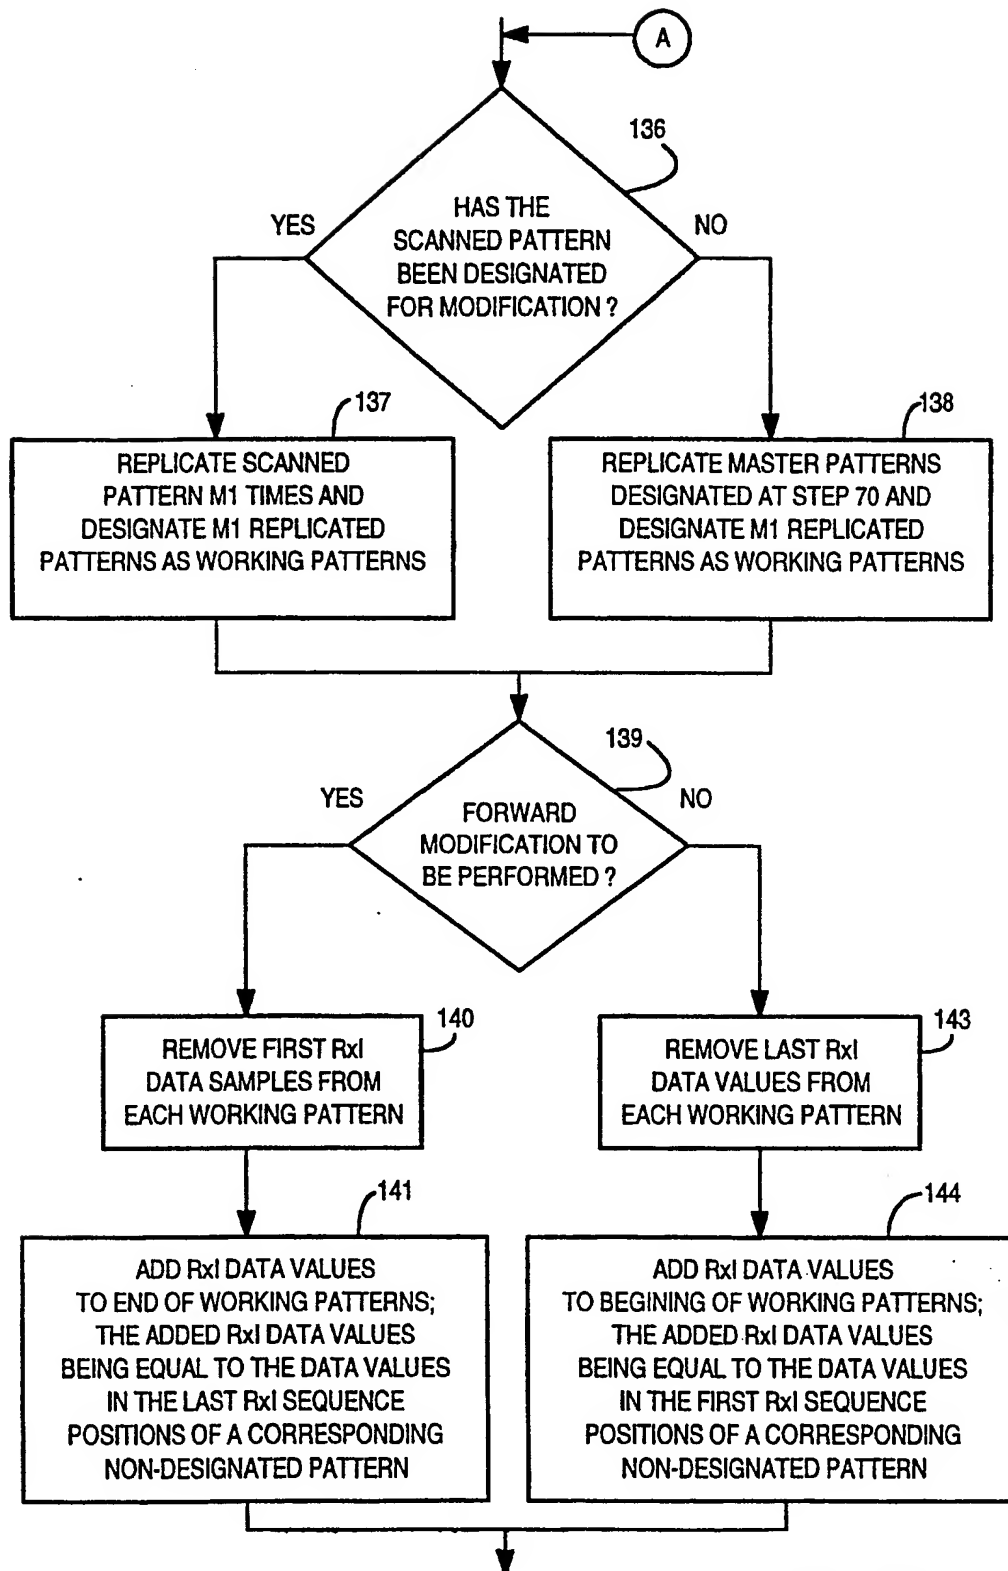 A
136
YES
HAS THE
SCANNED PATTERN
BEEN DESIGNATED
FOR MODIFICATION ?
NO
137
REPLICATE SCANNED
PATTERN M1 TIMES AND
DESIGNATE M1 REPLICATED
PATTERNS AS WORKING PATTERNS
138
REPLICATE MASTER PATTERNS
DESIGNATED AT STEP 70 AND
DESIGNATE M1 REPLICATED
PATTERNS AS WORKING PATTERNS
139
YES
FORWARD
MODIFICATION TO
BE PERFORMED ?
NO
140
REMOVE FIRST RxI
DATA SAMPLES FROM
EACH WORKING PATTERN
143
REMOVE LAST RxI
DATA VALUES FROM
EACH WORKING PATTERN
141
ADD RxI DATA VALUES
TO END OF WORKING PATTERNS;
THE ADDED RxI DATA VALUES
BEING EQUAL TO THE DATA VALUES
IN THE LAST RxI SEQUENCE
POSITIONS OF A CORRESPONDING
NON-DESIGNATED PATTERN
144
ADD RxI DATA VALUES
TO BEGINING OF WORKING PATTERNS;
THE ADDED RxI DATA VALUES
BEING EQUAL TO THE DATA VALUES
IN THE FIRST RxI SEQUENCE
POSITIONS OF A CORRESPONDING
NON-DESIGNATED PATTERN